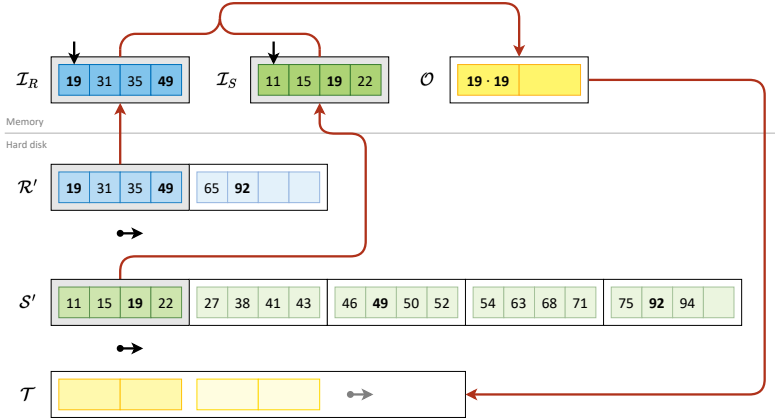 ℐ_R 19 31 35 49 ℐ_S 11 15 19 22 𝒪 19 · 19
Memory
Hard disk
ℛ′ 19 31 35 49 65 92
𝒮′ 11 15 19 22 27 38 41 43 46 49 50 52 54 63 68 71 75 92 94
𝒯